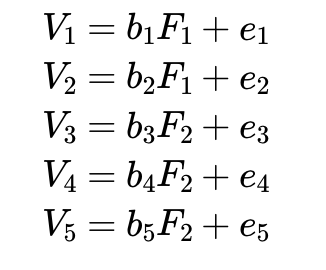 V₁ = b₁F₁ + e₁
V₂ = b₂F₁ + e₂
V₃ = b₃F₂ + e₃
V₄ = b₄F₂ + e₄
V₅ = b₅F₂ + e₅